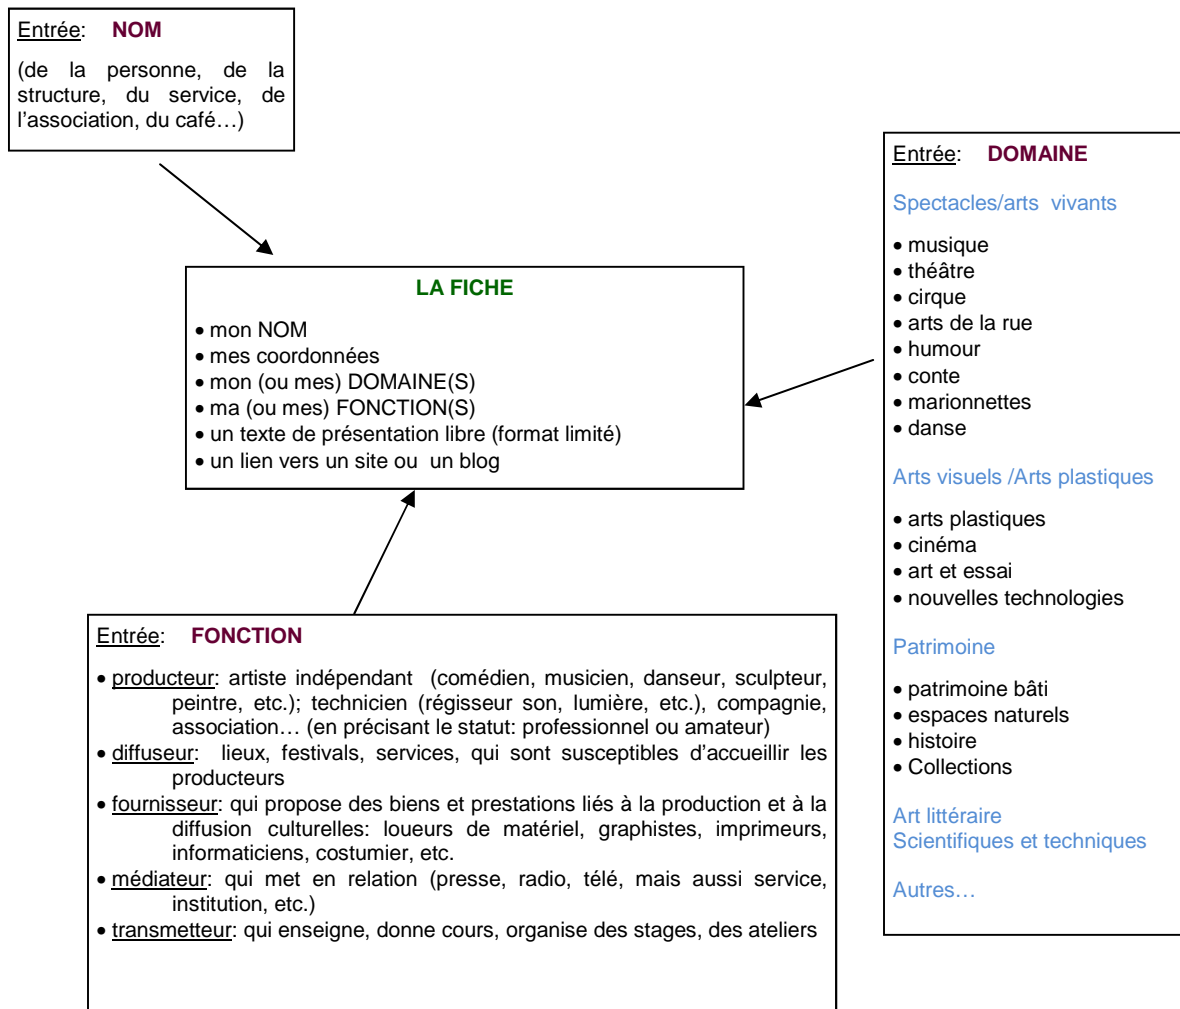 Entrée: NOM
(de la personne, de la
structure, du service, de
l'association, du café…)
Entrée: DOMAINE
Spectacles/arts vivants
• musique
• théâtre
• cirque
• arts de la rue
• humour
• conte
• marionnettes
• danse
Arts visuels /Arts plastiques
• arts plastiques
• cinéma
• art et essai
• nouvelles technologies
Patrimoine
• patrimoine bâti
• espaces naturels
• histoire
• Collections
Art littéraire
Scientifiques et techniques
Autres…
LA FICHE
• mon NOM
• mes coordonnées
• mon (ou mes) DOMAINE(S)
• ma (ou mes) FONCTION(S)
• un texte de présentation libre (format limité)
• un lien vers un site ou un blog
Entrée: FONCTION
• producteur: artiste indépendant (comédien, musicien, danseur, sculpteur,
peintre, etc.); technicien (régisseur son, lumière, etc.), compagnie,
association… (en précisant le statut: professionnel ou amateur)
• diffuseur: lieux, festivals, services, qui sont susceptibles d'accueillir les
producteurs
• fournisseur: qui propose des biens et prestations liés à la production et à la
diffusion culturelles: loueurs de matériel, graphistes, imprimeurs,
informaticiens, costumier, etc.
• médiateur: qui met en relation (presse, radio, télé, mais aussi service,
institution, etc.)
• transmetteur: qui enseigne, donne cours, organise des stages, des ateliers